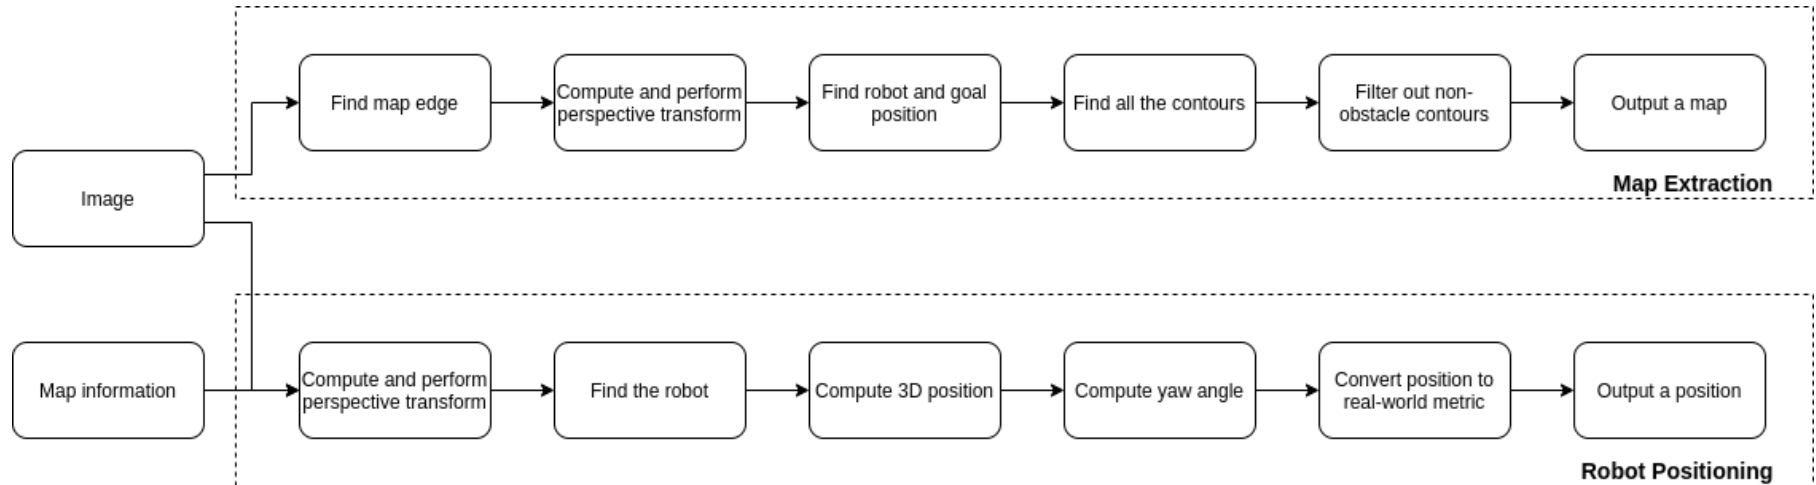 Find map edge
Compute and perform
perspective transform
Find robot and goal
position
Find all the contours
Filter out non-
obstacle contours
Output a map
Map Extraction
Image
Map information
Compute and perform
perspective transform
Find the robot
Compute 3D position
Compute yaw angle
Convert position to
real-world metric
Output a position
Robot Positioning